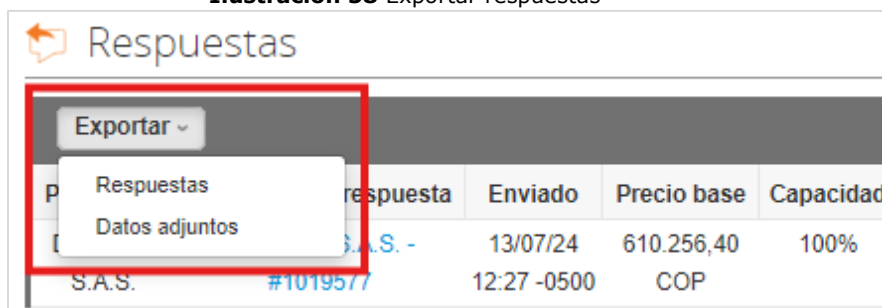 Ilustración 38 Exportar respuestas
Respuestas
Exportar
Respuestas
Datos adjuntos
respuesta Enviado Precio base Capacidad
S.A.S. - 13/07/24 610.256,40 100%
S.A.S. #1019577 12:27 -0500 COP